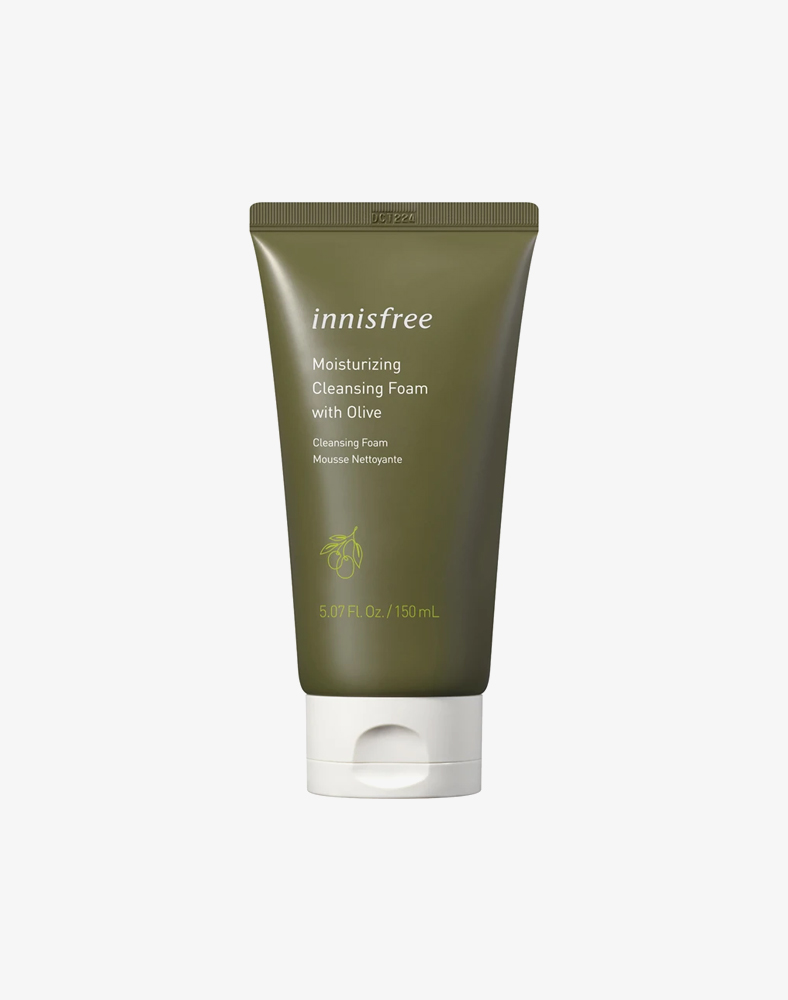 innisfree
Moisturizing
Cleansing Foam
with Olive
Cleansing Foam
Mousse Nettoyante
5.07 Fl. Oz. / 150 mL